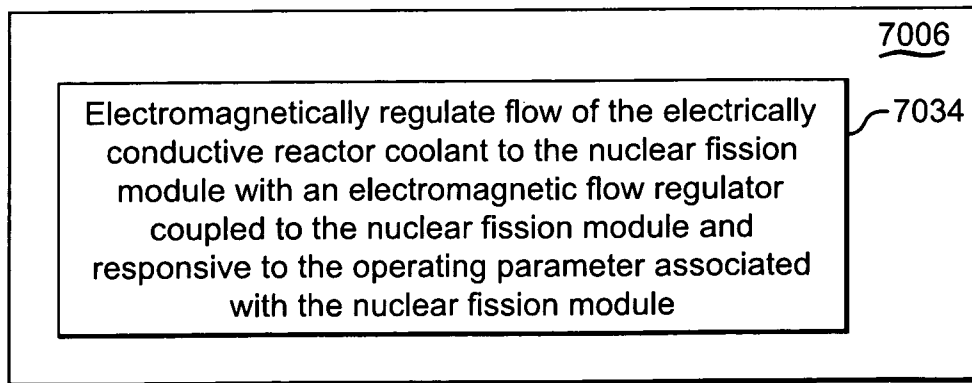 7006
Electromagnetically regulate flow of the electrically
conductive reactor coolant to the nuclear fission
module with an electromagnetic flow regulator
coupled to the nuclear fission module and
responsive to the operating parameter associated
with the nuclear fission module
7034